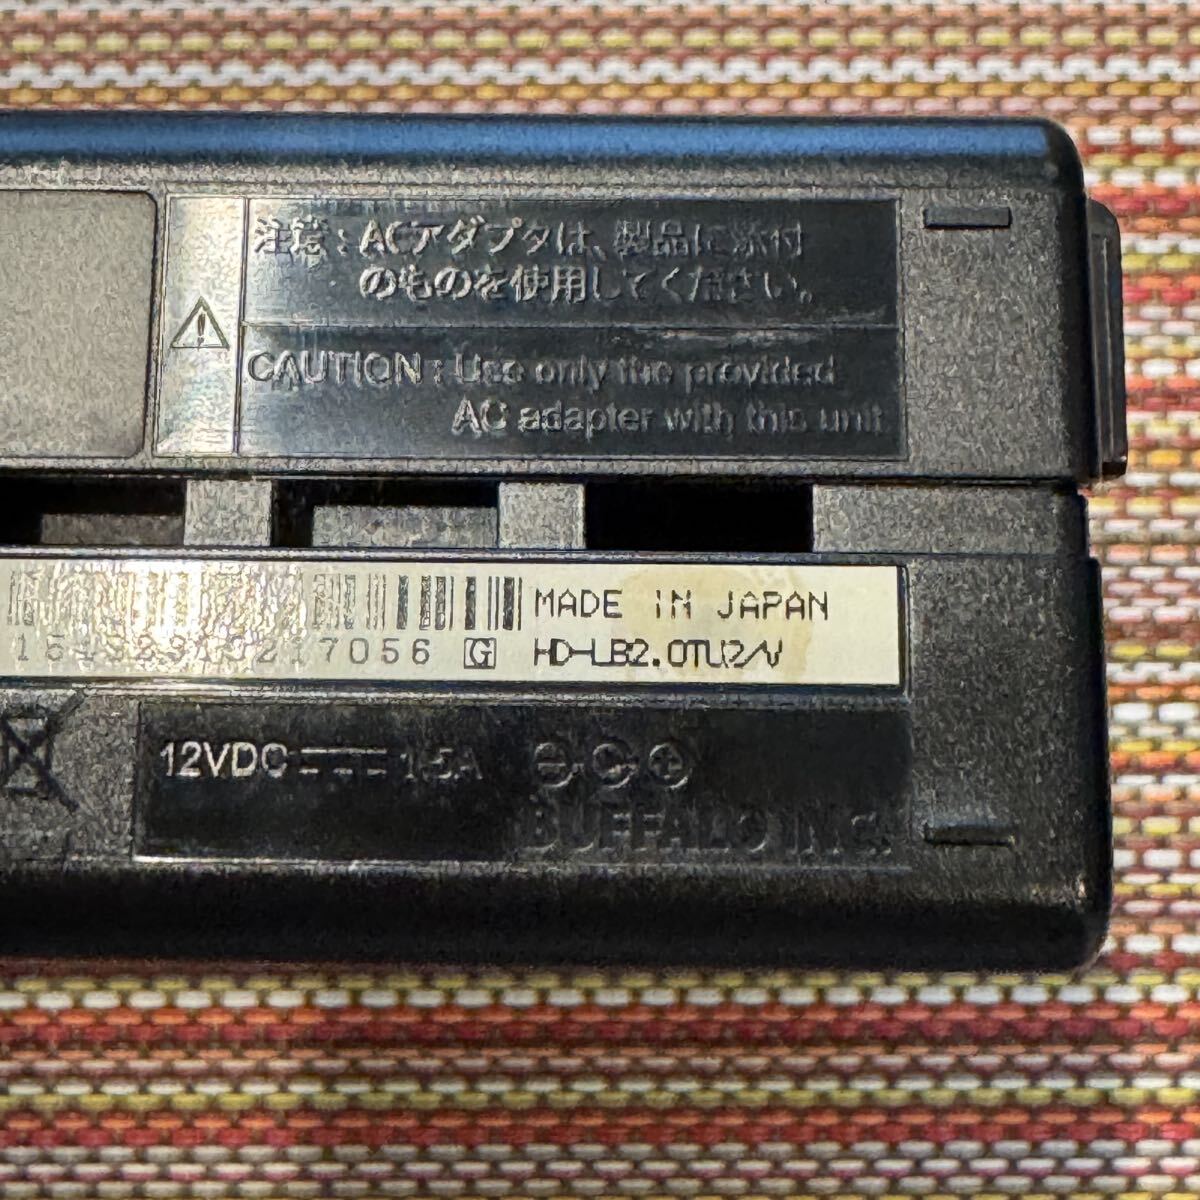 注意：ACアダプタは、製品に添付
のものを使用してください。
CAUTION : Use only the provided
AC adapter with this unit
MADE IN JAPAN
G HD-LB2.0TU2/V
12VDC 1.5A
BUFFALO INC.